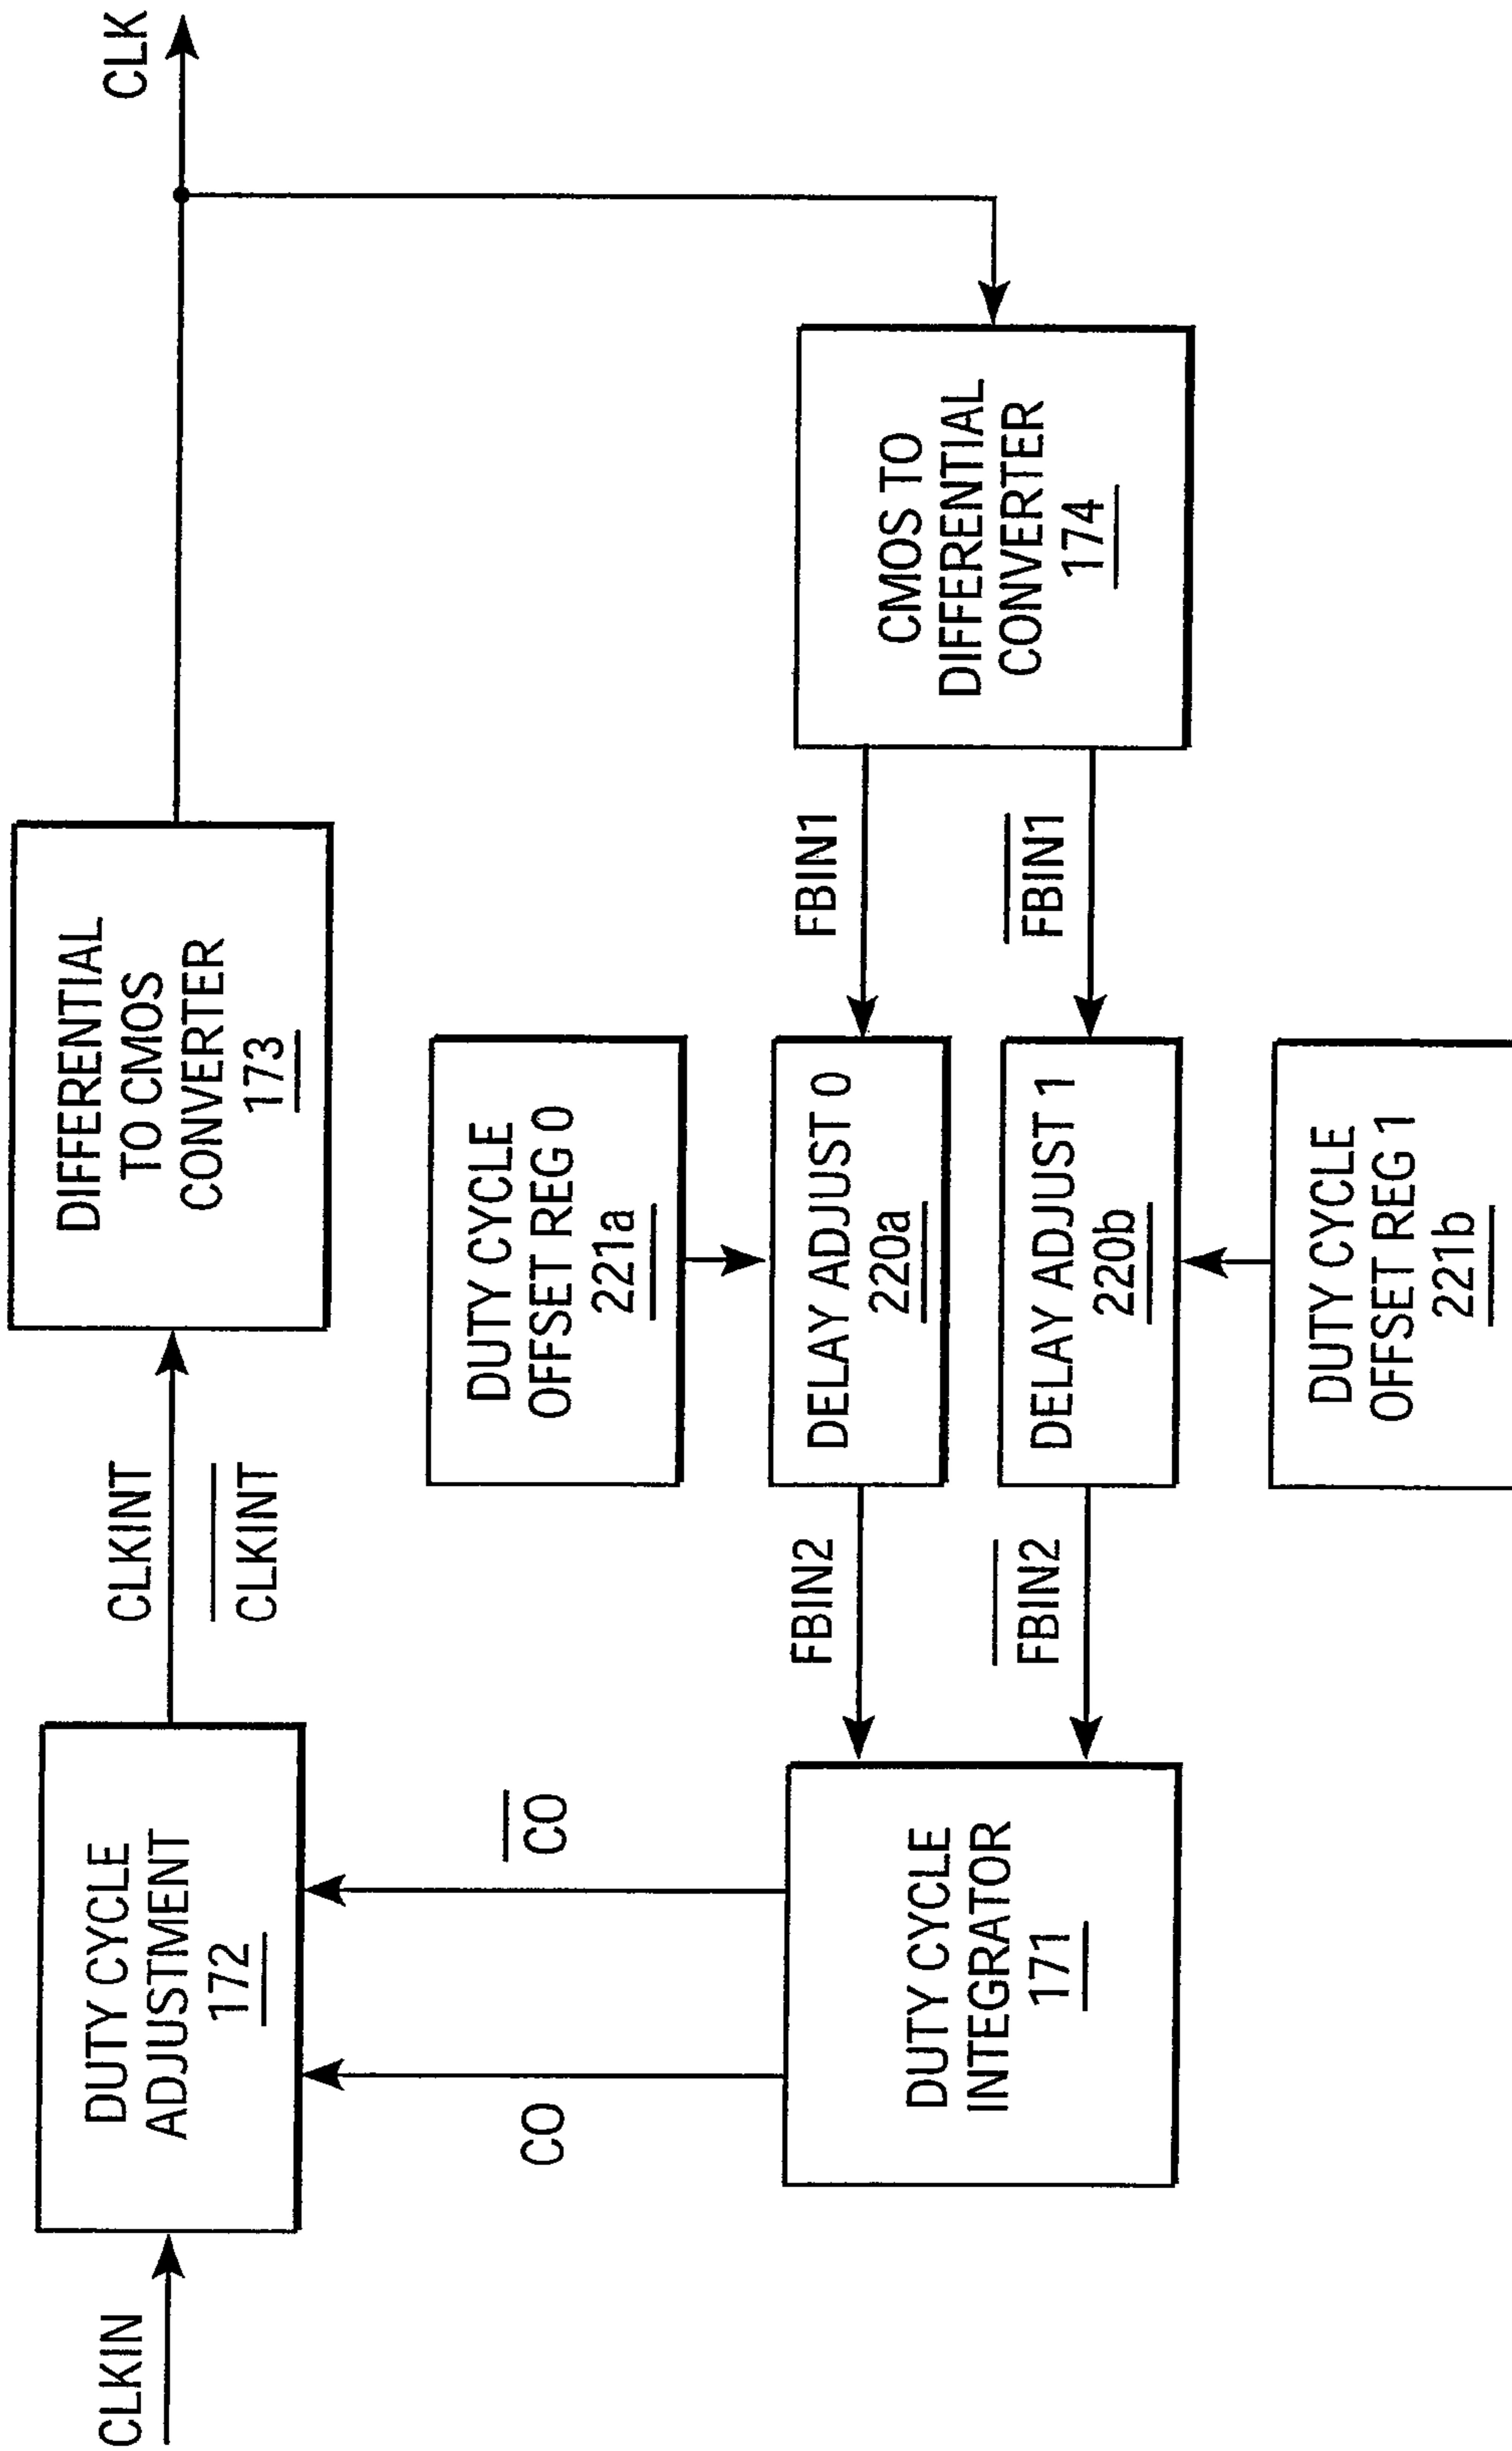 CLKIN
DUTY CYCLE
ADJUSTMENT
172
CLKINT
CLKINT
DIFFERENTIAL
TO CMOS
CONVERTER
173
CLK
CO
CO
DUTY CYCLE
OFFSET REG 0
221a
DUTY CYCLE
INTEGRATOR
171
FBIN2
FBIN2
DELAY ADJUST 0
220a
DELAY ADJUST 1
220b
FBIN1
FBIN1
CMOS TO
DIFFERENTIAL
CONVERTER
174
DUTY CYCLE
OFFSET REG 1
221b